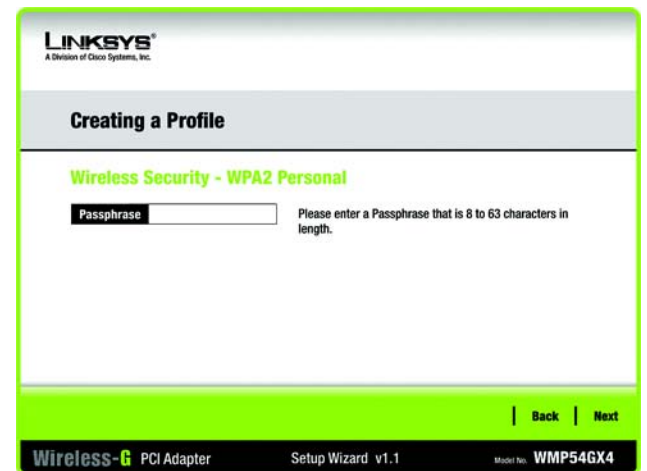 LINKSYS®
A Division of Cisco Systems, Inc.
Creating a Profile
Wireless Security - WPA2 Personal
Passphrase
Please enter a Passphrase that is 8 to 63 characters in
length.
Back Next
Wireless-G PCI Adapter Setup Wizard v1.1 Model No. WMP54GX4